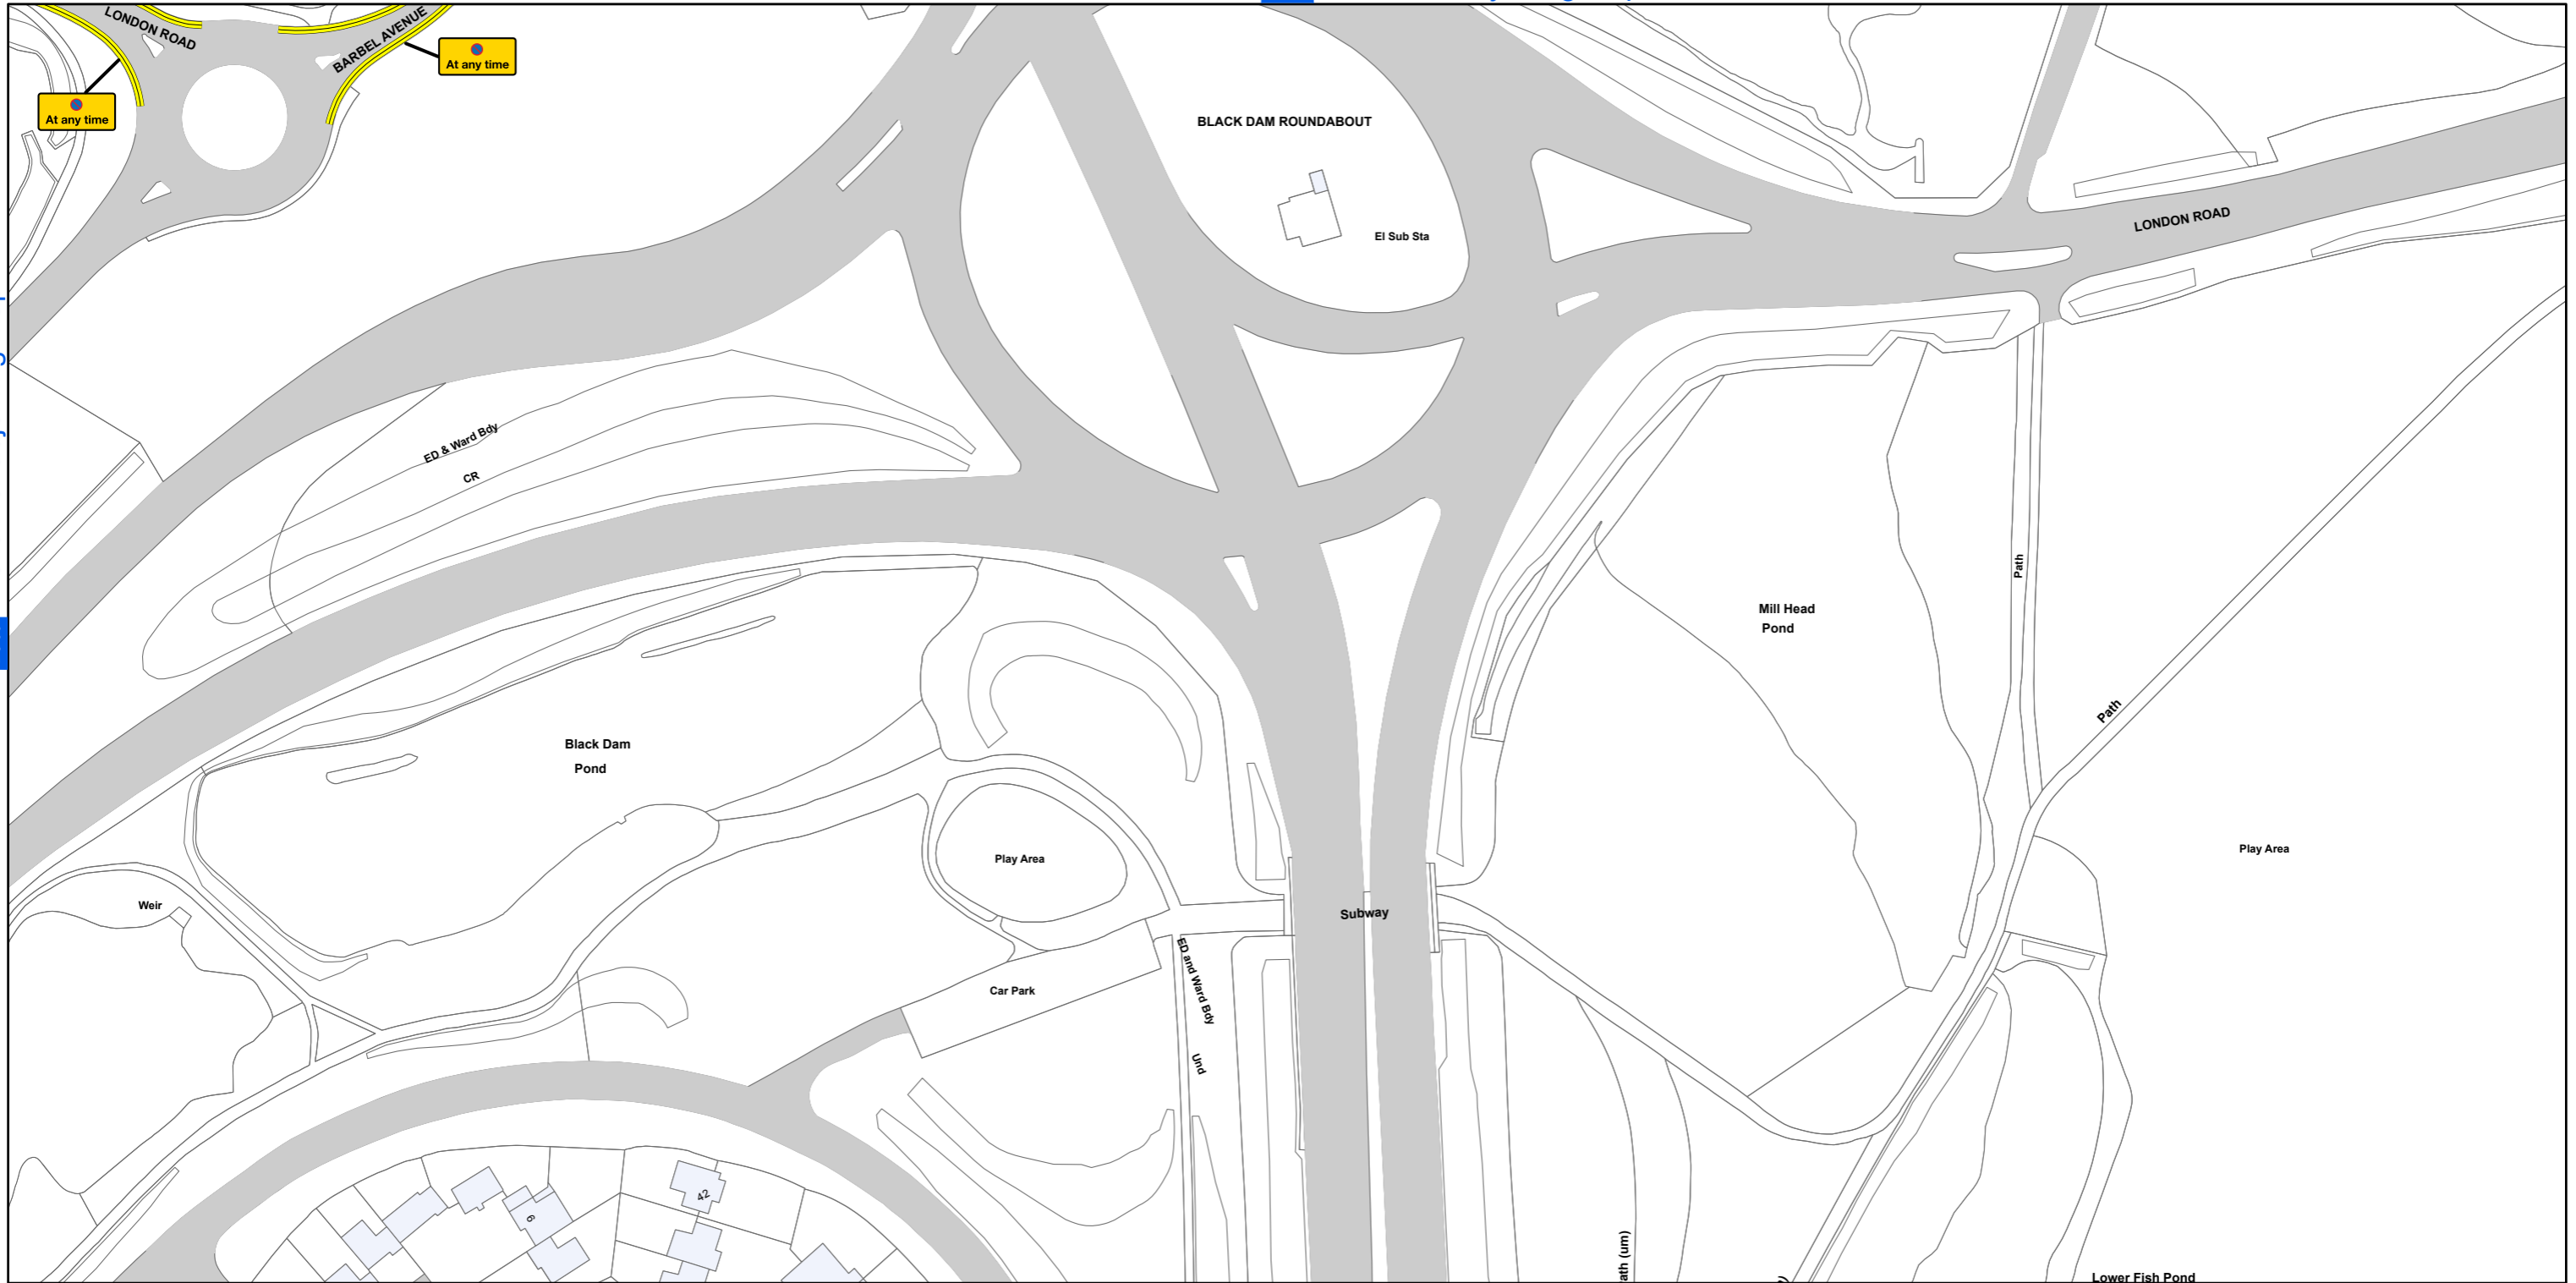 LONDON ROAD
BARBEL AVENUE
At any time
At any time
BLACK DAM ROUNDABOUT
El Sub Sta
LONDON ROAD
ED & Ward Bdy
CR
Path
Mill Head
Pond
Path
Black Dam
Pond
Play Area
Play Area
Weir
Subway
ED and Ward Bdy
Car Park
Und
42
6
ath (um)
Lower Fish Pond